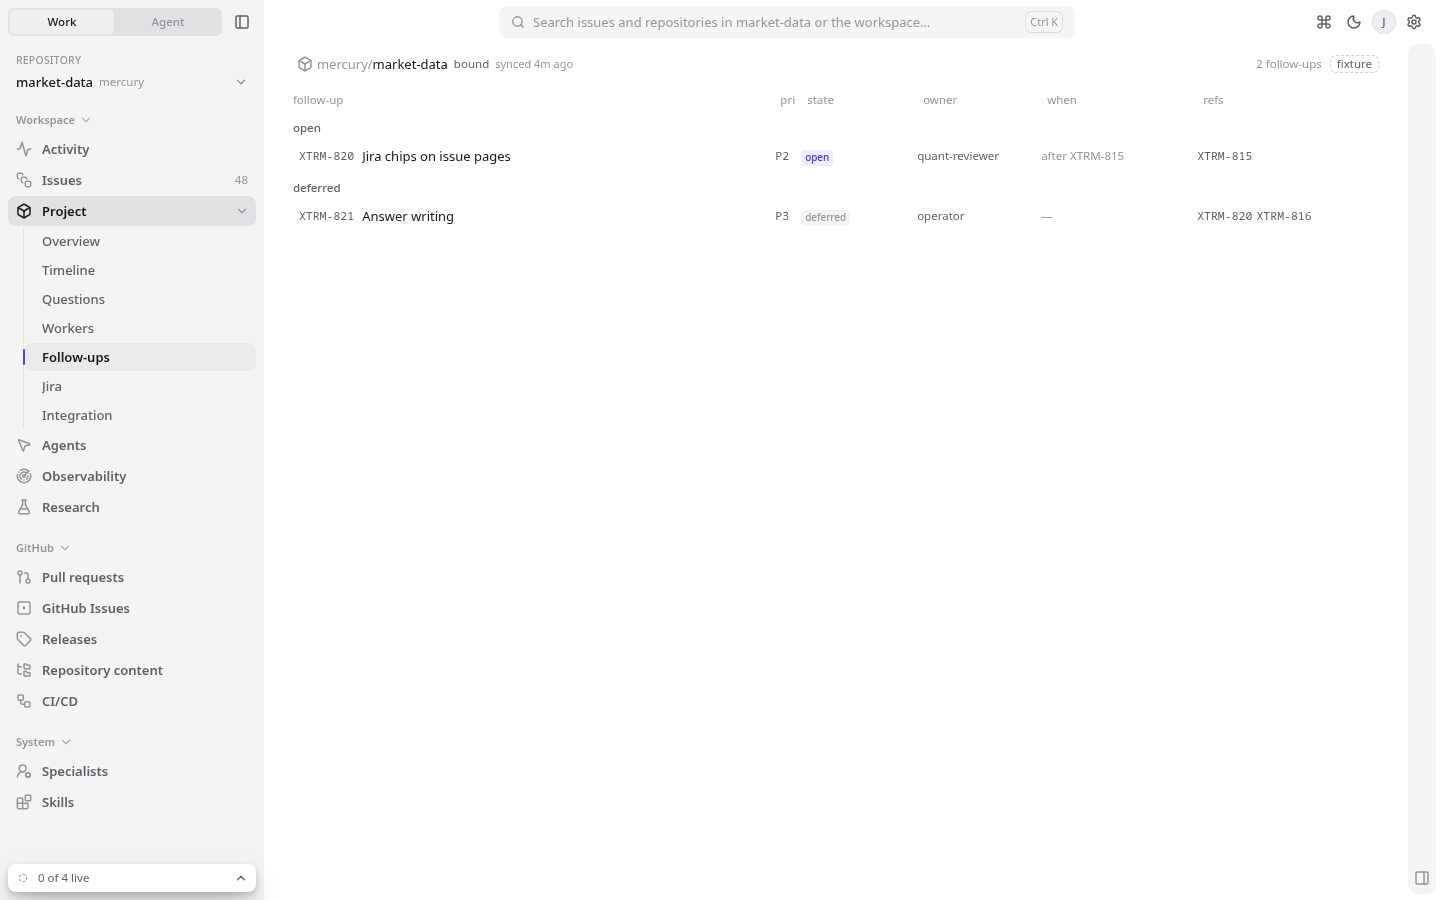 Work Agent
Search issues and repositories in market-data or the workspace... Ctrl K
J
REPOSITORY
market-data mercury
Workspace
Activity
Issues 48
Project
Overview
Timeline
Questions
Workers
Follow-ups
Jira
Integration
Agents
Observability
Research
GitHub
Pull requests
GitHub Issues
Releases
Repository content
CI/CD
System
Specialists
Skills
0 of 4 live
mercury/market-data bound synced 4m ago 2 follow-ups fixture
follow-up pri state owner when refs
open
XTRM-820 Jira chips on issue pages P2 open quant-reviewer after XTRM-815 XTRM-815
deferred
XTRM-821 Answer writing P3 deferred operator — XTRM-820 XTRM-816